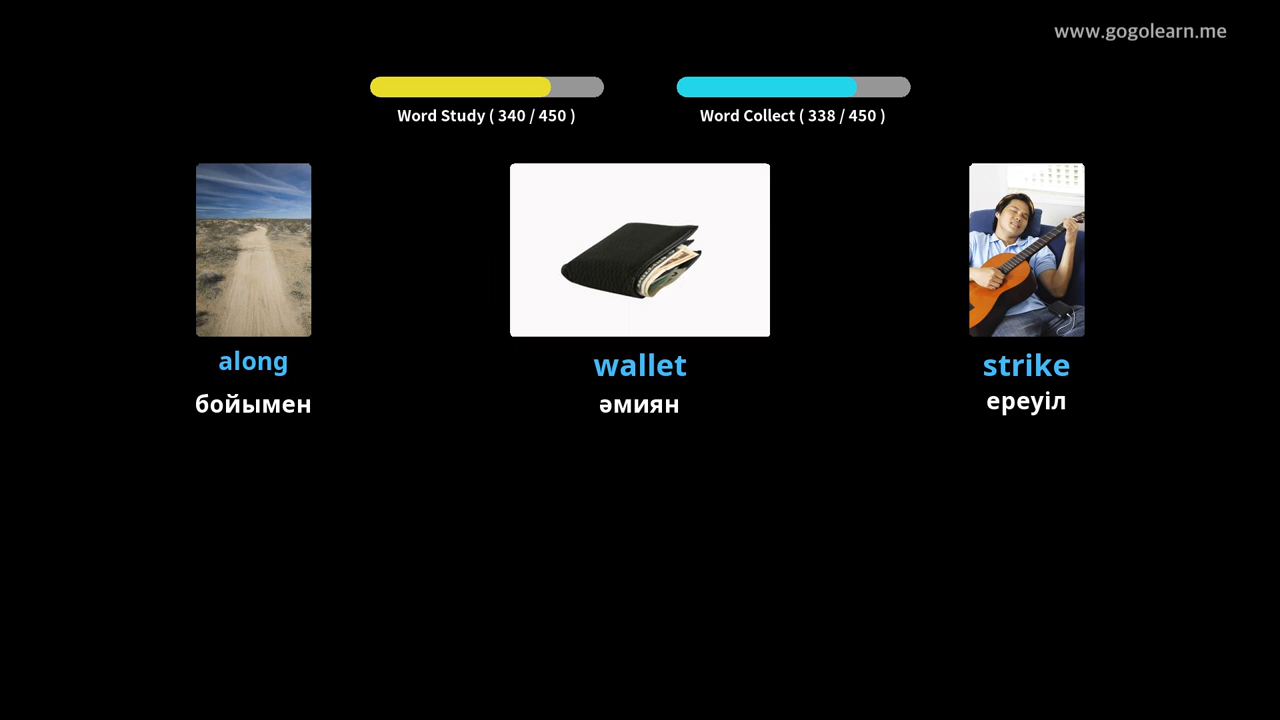 www.gogolearn.me
Word Study ( 340 / 450 )
Word Collect ( 338 / 450 )
along
бойымен
wallet
әмиян
strike
ереуіл